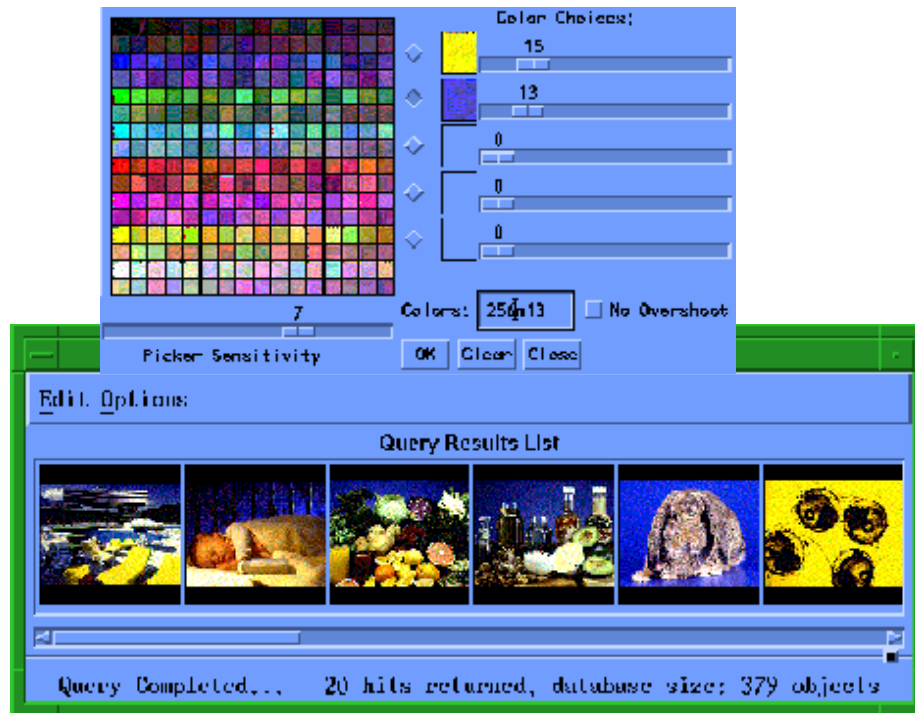 Color Choices:
15
13
0
0
0
7
Picker Sensitivity
Colors:
No Overshoot
OK Clear Close
Edit Options
Query Results List
Query Completed... 20 hits returned, database size: 379 objects